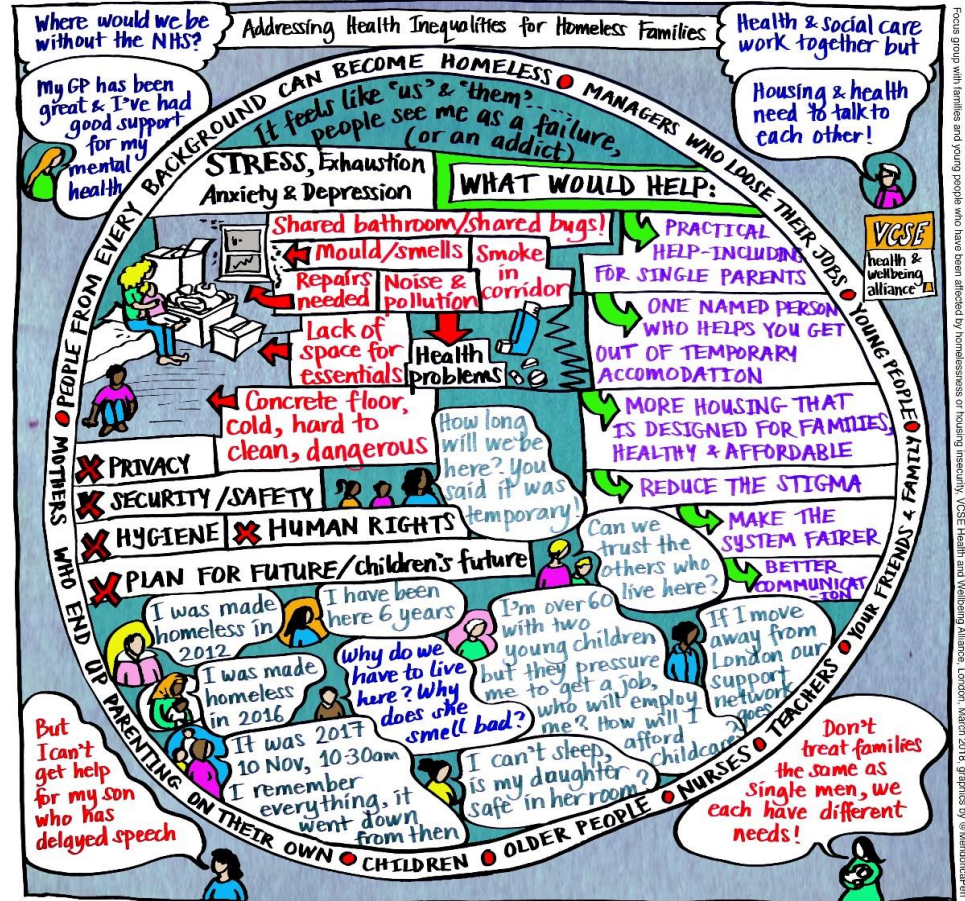 Addressing Health Inequalities for Homeless Families
Where would we be
without the NHS?
My GP has been
great & I've had
good support
for my
mental
health
Health & social care
work together but
Housing & health
need to talk to
each other!
VCSE
health &
wellbeing
alliance
PEOPLE FROM EVERY BACKGROUND CAN BECOME HOMELESS • MANAGERS WHO LOOSE THEIR JOBS • YOUNG PEOPLE • YOUR FRIENDS & FAMILY • TEACHERS • NURSES • OLDER PEOPLE • CHILDREN • MOTHERS WHO END UP PARENTING ON THEIR OWN •
It feels like "us" & "them"....
people see me as a failure,
(or an addict)
STRESS, Exhaustion
Anxiety & Depression
Shared bathroom/shared bugs!
Mould/smells
Smoke
in
corridor
Repairs
needed
Noise &
pollution
Lack of
space for
essentials
Health
problems
Concrete floor,
cold, hard to
clean, dangerous
X PRIVACY
X SECURITY/SAFETY
X HYGIENE
X HUMAN RIGHTS
X PLAN FOR FUTURE/children's future
WHAT WOULD HELP:
PRACTICAL
HELP-INCLUDING
FOR SINGLE PARENTS
ONE NAMED PERSON
WHO HELPS YOU GET
OUT OF TEMPORARY
ACCOMODATION
MORE HOUSING THAT
IS DESIGNED FOR FAMILIES,
HEALTHY & AFFORDABLE
REDUCE THE STIGMA
MAKE THE
SYSTEM FAIRER
BETTER
COMMUNICAT
-ION
How long
will we be
here? You
said it was
temporary!
Can we
trust the
others who
live here?
I was made
homeless in
2012
I have been
here 6 years
I was made
homeless
in 2016
Why do we
have to live
here? Why
does she
smell bad?
I'm over 60
with two
young children
but they pressure
me to get a job,
who will employ
me? How will I
afford
childcare?
If I move
away from
London our
support
network
goes
It was 2017
10 Nov, 10.30am
I remember
everything, it
went down
from then
I can't sleep,
is my daughter
safe in her room?
But
I can't
get help
for my son
who has
delayed speech
Don't
treat families
the same as
single men, we
each have different
needs!
Focus group with families and young people who have been affected by homelessness or housing insecurity, VCSE Health and Wellbeing Alliance, London, March 2018, graphics by